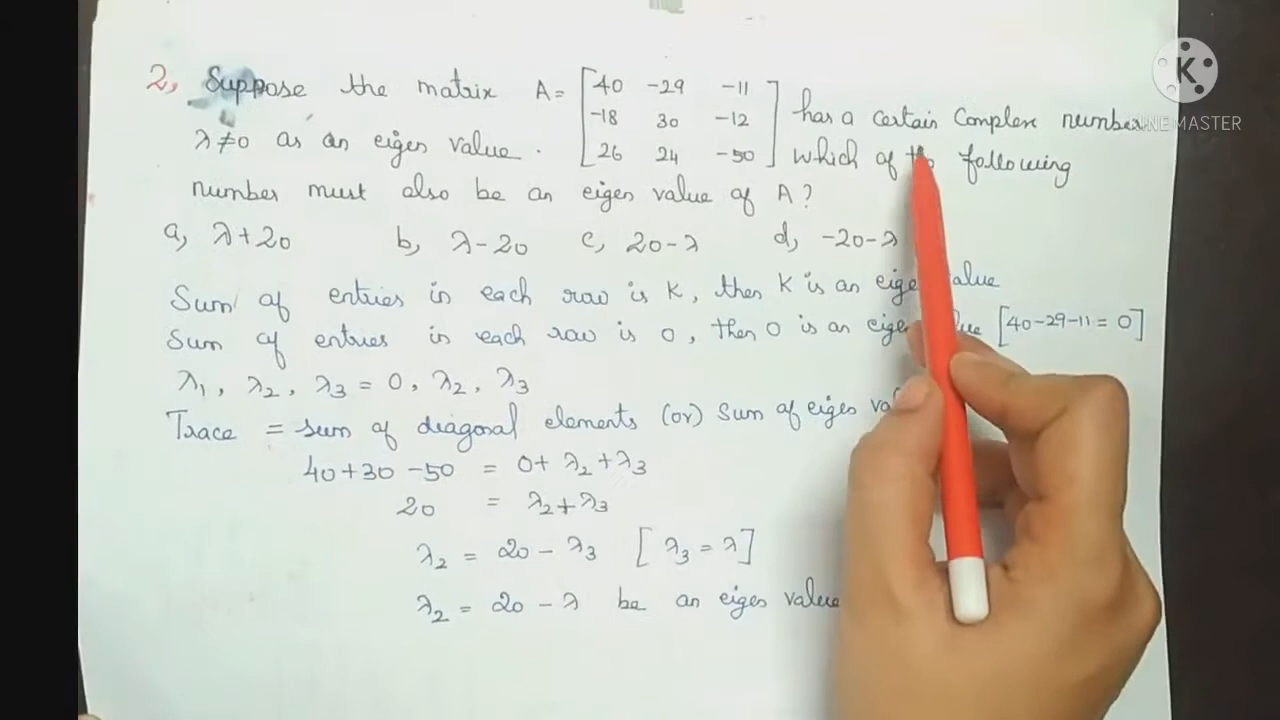 2, Suppose the matrix A = [40 -29 -11
-18 30 -12
26 24 -50] has a certain Complex number
λ≠0 as an eigen value. which of the following
number must also be an eigen value of A?
a, λ+20 b, λ-20 c, 20-λ d, -20-λ
Sum of entries in each row is K, then K is an value
Sum of entries in each row is 0, then 0 is an [40-29-11 = 0]
λ₁, λ₂, λ₃ = 0, λ₂, λ₃
Trace = sum of diagonal elements (or) Sum of eigen
40+30-50 = 0+ λ₂+λ₃
20 = λ₂+λ₃
λ₂ = 20 - λ₃ [λ₃ = λ]
λ₂ = 20 - λ be an eigen value
K
NEMASTER